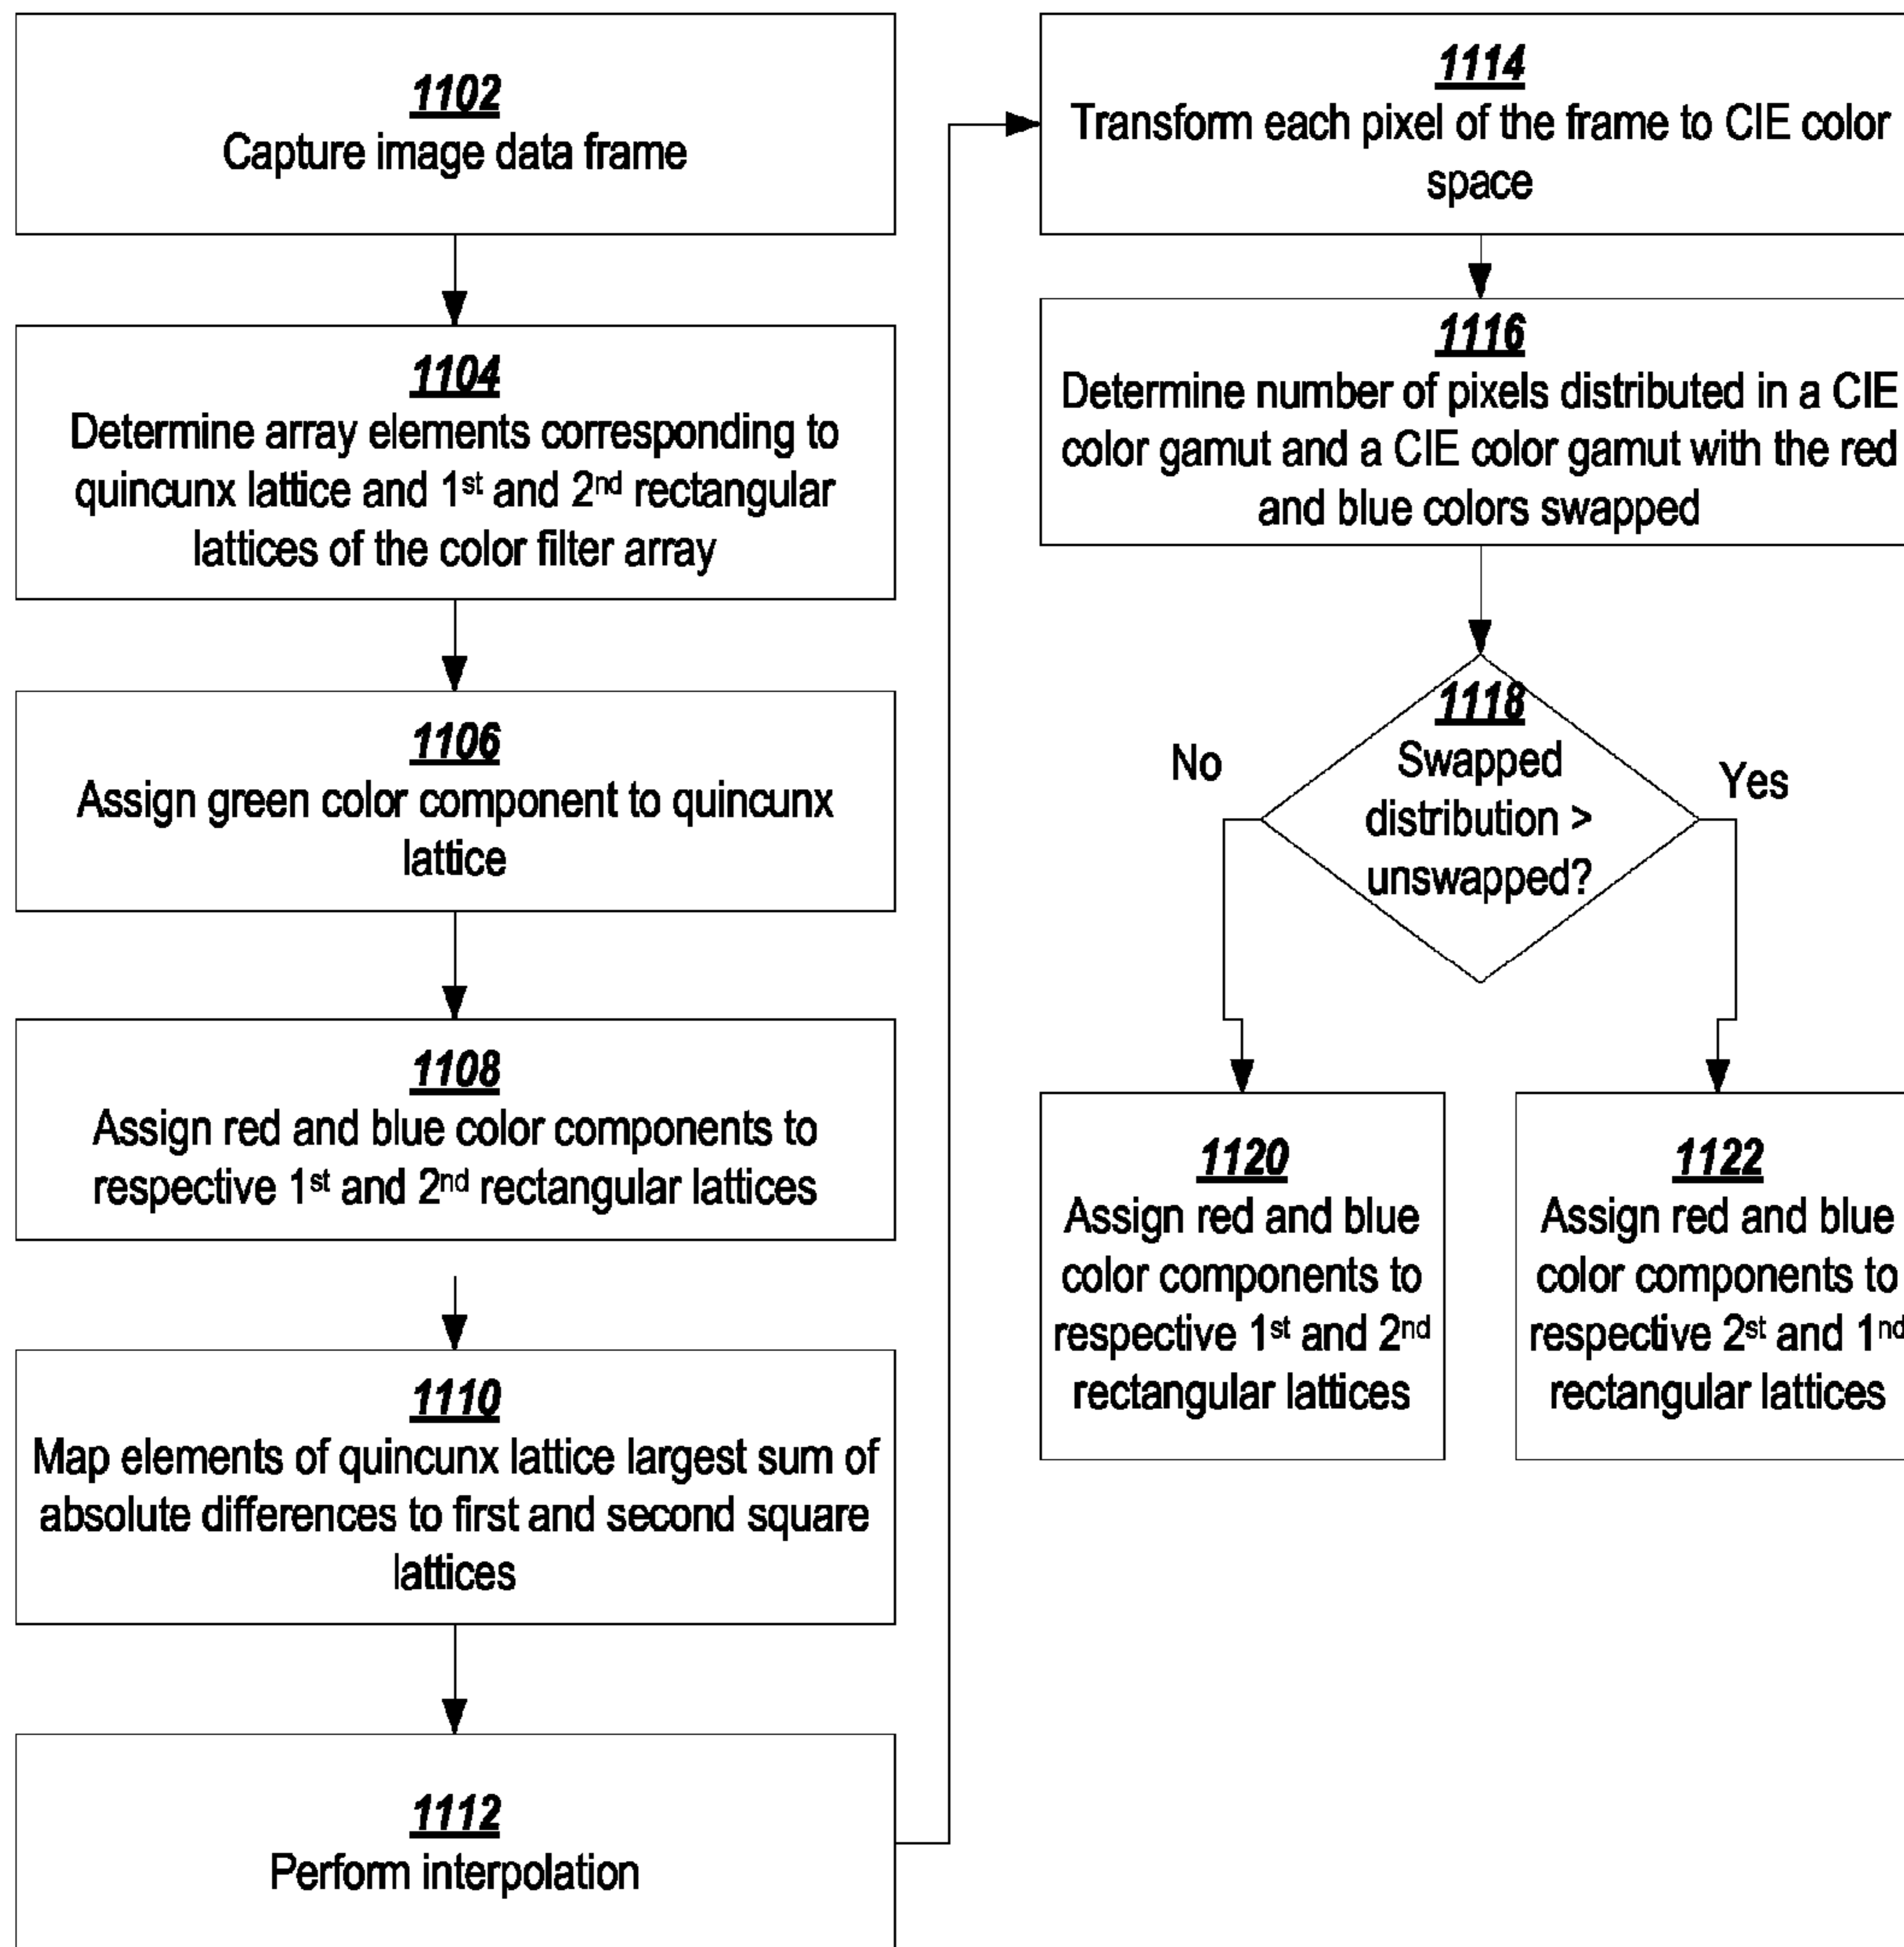 1102
Capture image data frame
1104
Determine array elements corresponding to
quincunx lattice and 1st and 2nd rectangular
lattices of the color filter array
1106
Assign green color component to quincunx
lattice
1108
Assign red and blue color components to
respective 1st and 2nd rectangular lattices
1110
Map elements of quincunx lattice largest sum of
absolute differences to first and second square
lattices
1112
Perform interpolation
1114
Transform each pixel of the frame to CIE color
space
1116
Determine number of pixels distributed in a CIE
color gamut and a CIE color gamut with the red
and blue colors swapped
1118
Swapped
distribution >
unswapped?
No
Yes
1120
Assign red and blue
color components to
respective 1st and 2nd
rectangular lattices
1122
Assign red and blue
color components to
respective 2st and 1nd
rectangular lattices